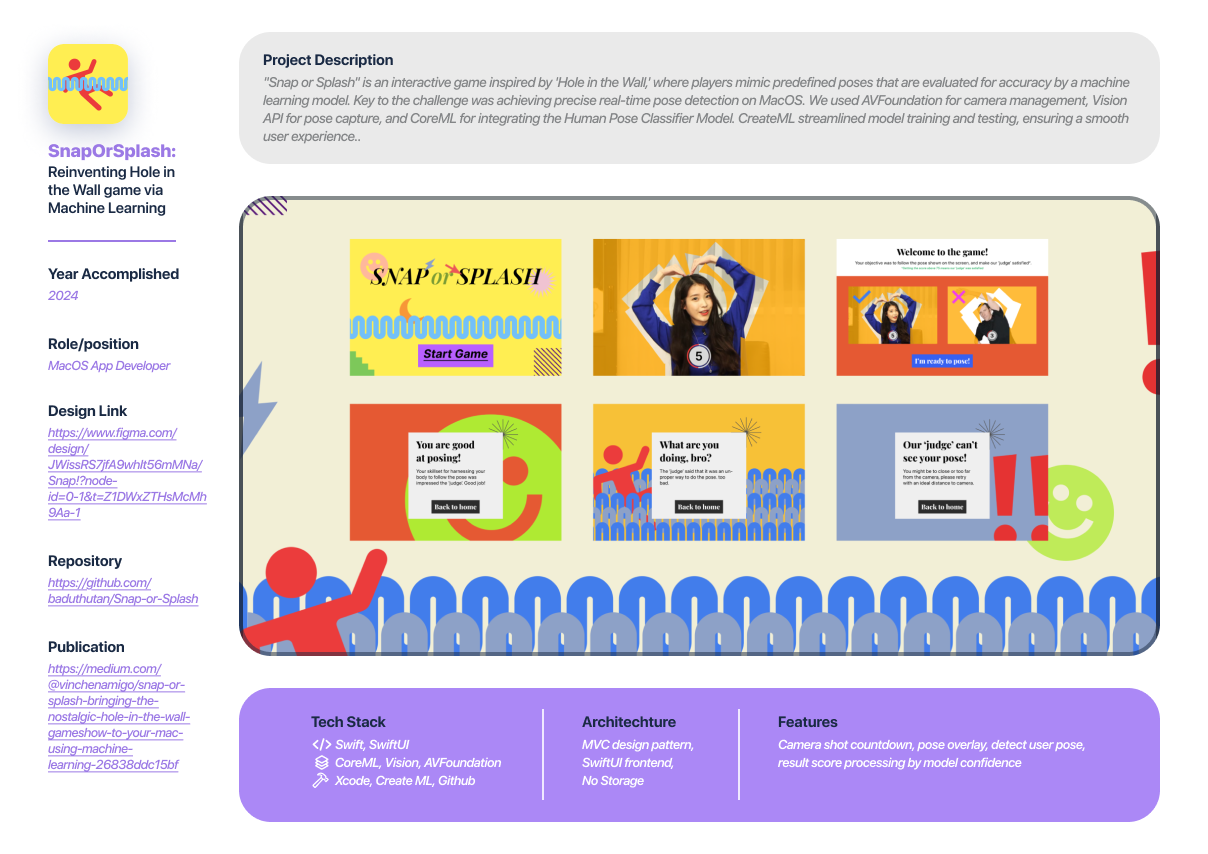 SnapOrSplash:
Reinventing Hole in
the Wall game via
Machine Learning
Year Accomplished
2024
Role/position
MacOS App Developer
Design Link
https://www.figma.com/
design/
JWissRS7jfA9whIt56mMNa/
Snap!?node-
id=0-1&t=Z1DWxZTHsMcMh
9Aa-1
Repository
https://github.com/
baduthutan/Snap-or-Splash
Publication
https://medium.com/
@vinchenamigo/snap-or-
splash-bringing-the-
nostalgic-hole-in-the-wall-
gameshow-to-your-mac-
using-machine-
learning-26838ddc15bf
Project Description
"Snap or Splash" is an interactive game inspired by 'Hole in the Wall,' where players mimic predefined poses that are evaluated for accuracy by a machine
learning model. Key to the challenge was achieving precise real-time pose detection on MacOS. We used AVFoundation for camera management, Vision
API for pose capture, and CoreML for integrating the Human Pose Classifier Model. CreateML streamlined model training and testing, ensuring a smooth
user experience..
SNAP or SPLASH
Start Game
5
Welcome to the game!
Your objective was to follow the pose shown on the screen, and make our 'judge' satisfied*.
5
3
I'm ready to pose!
You are good
at posing!
Your skillset for harnessing your
body to follow the pose was
impressed the 'judge'. Good job!
Back to home
What are you
doing, bro?
The 'judge' said that it was an un-
proper way to do the pose. too
bad.
Back to home
Our 'judge' can't
see your pose!
You might be to close or too far
from the camera, please retry
with an ideal distance to camera.
Back to home
Tech Stack
Swift, SwiftUI
CoreML, Vision, AVFoundation
Xcode, Create ML, Github
Architechture
MVC design pattern,
SwiftUI frontend,
No Storage
Features
Camera shot countdown, pose overlay, detect user pose,
result score processing by model confidence